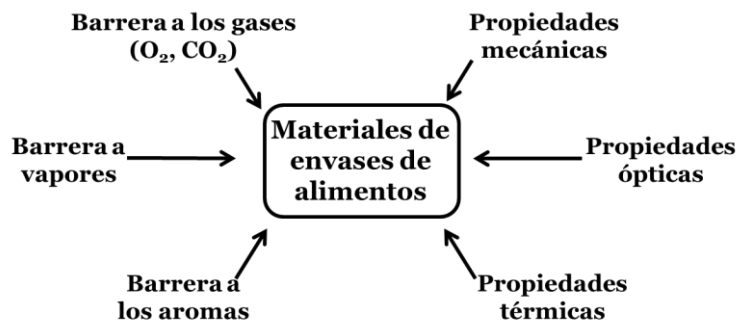 Barrera a los gases
(O₂, CO₂)
Propiedades
mecánicas
Barrera a
vapores
Materiales de
envases de
alimentos
Propiedades
ópticas
Barrera a
los aromas
Propiedades
térmicas